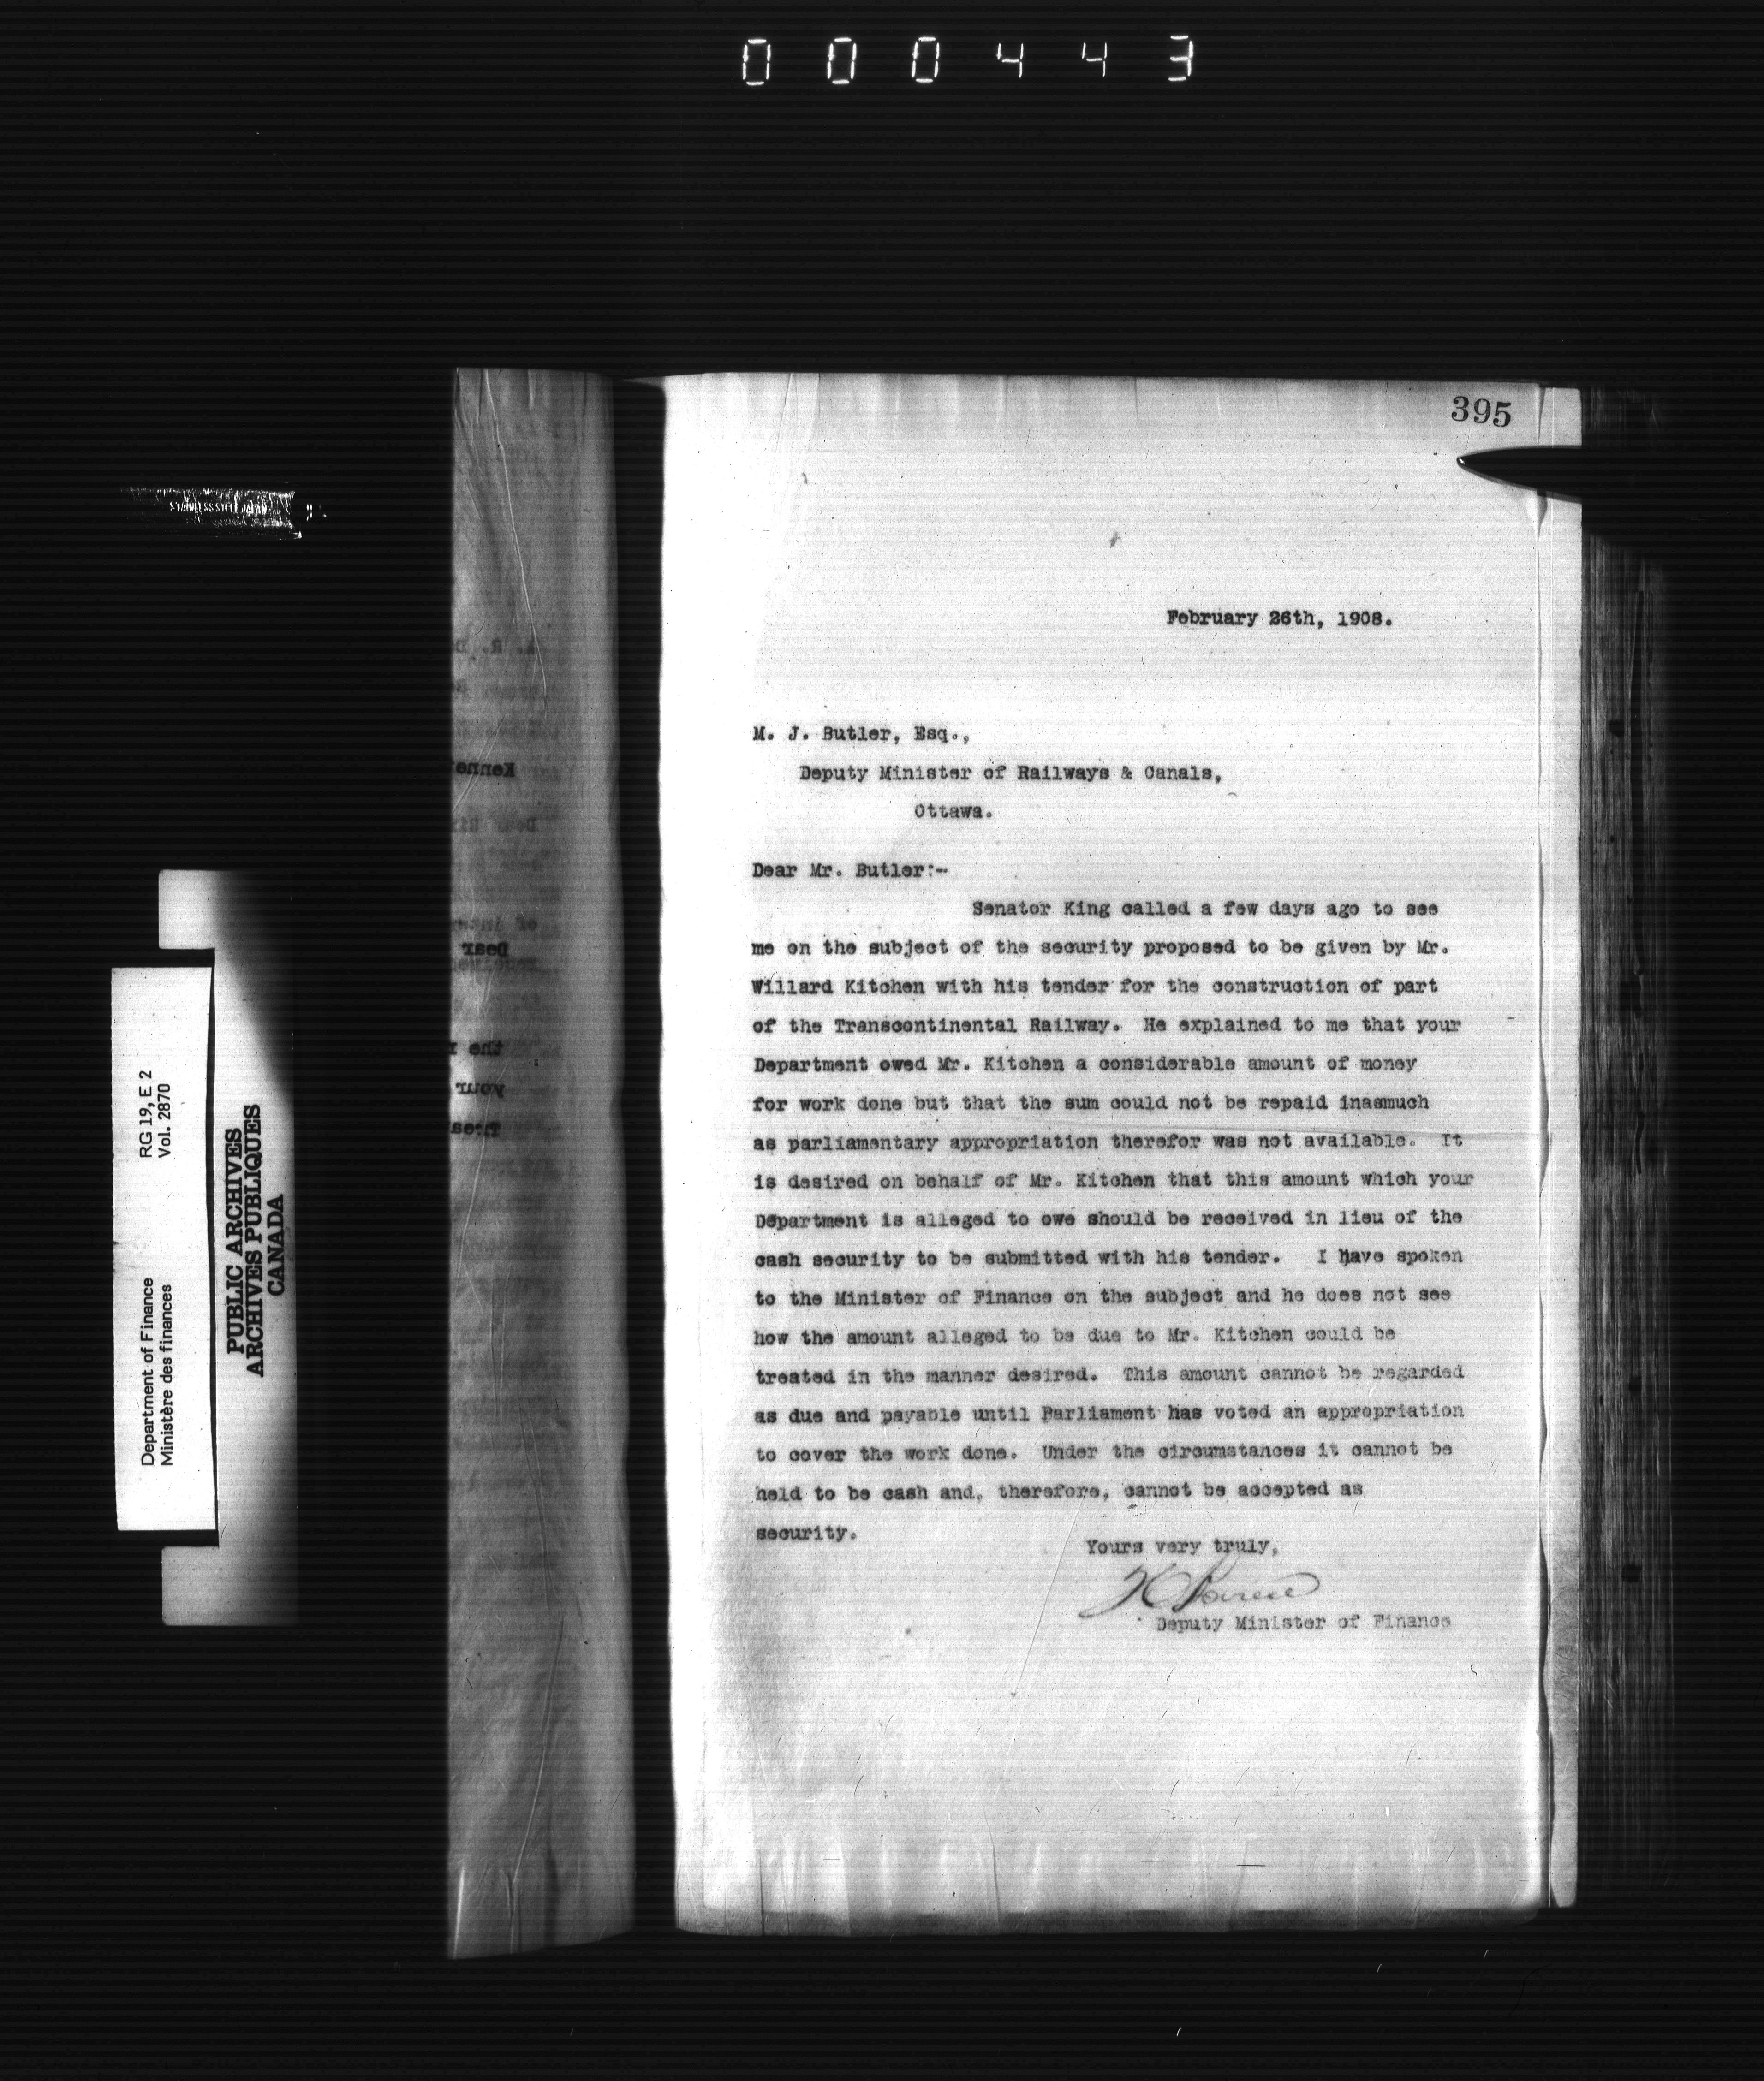 000443
395
STAINLESS STEEL JAPAN
February 26th, 1908.
M. J. Butler, Esq.,
Deputy Minister of Railways & Canals,
Ottawa.
Dear Mr. Butler:-
Senator King called a few days ago to see
me on the subject of the security proposed to be given by Mr.
Willard Kitchen with his tender for the construction of part
of the Transcontinental Railway. He explained to me that your
Department owed Mr. Kitchen a considerable amount of money
for work done but that the sum could not be repaid inasmuch
as parliamentary appropriation therefor was not available. It
is desired on behalf of Mr. Kitchen that this amount which your
Department is alleged to owe should be received in lieu of the
cash security to be submitted with his tender. I have spoken
to the Minister of Finance on the subject and he does not see
how the amount alleged to be due to Mr. Kitchen could be
treated in the manner desired. This amount cannot be regarded
as due and payable until Parliament has voted an appropriation
to cover the work done. Under the circumstances it cannot be
held to be cash and, therefore, cannot be accepted as
security.
Yours very truly,
Deputy Minister of Finance
Department of Finance RG 19, E 2
Ministère des finances Vol. 2870
PUBLIC ARCHIVES
ARCHIVES PUBLIQUES
CANADA
Dear
the
your